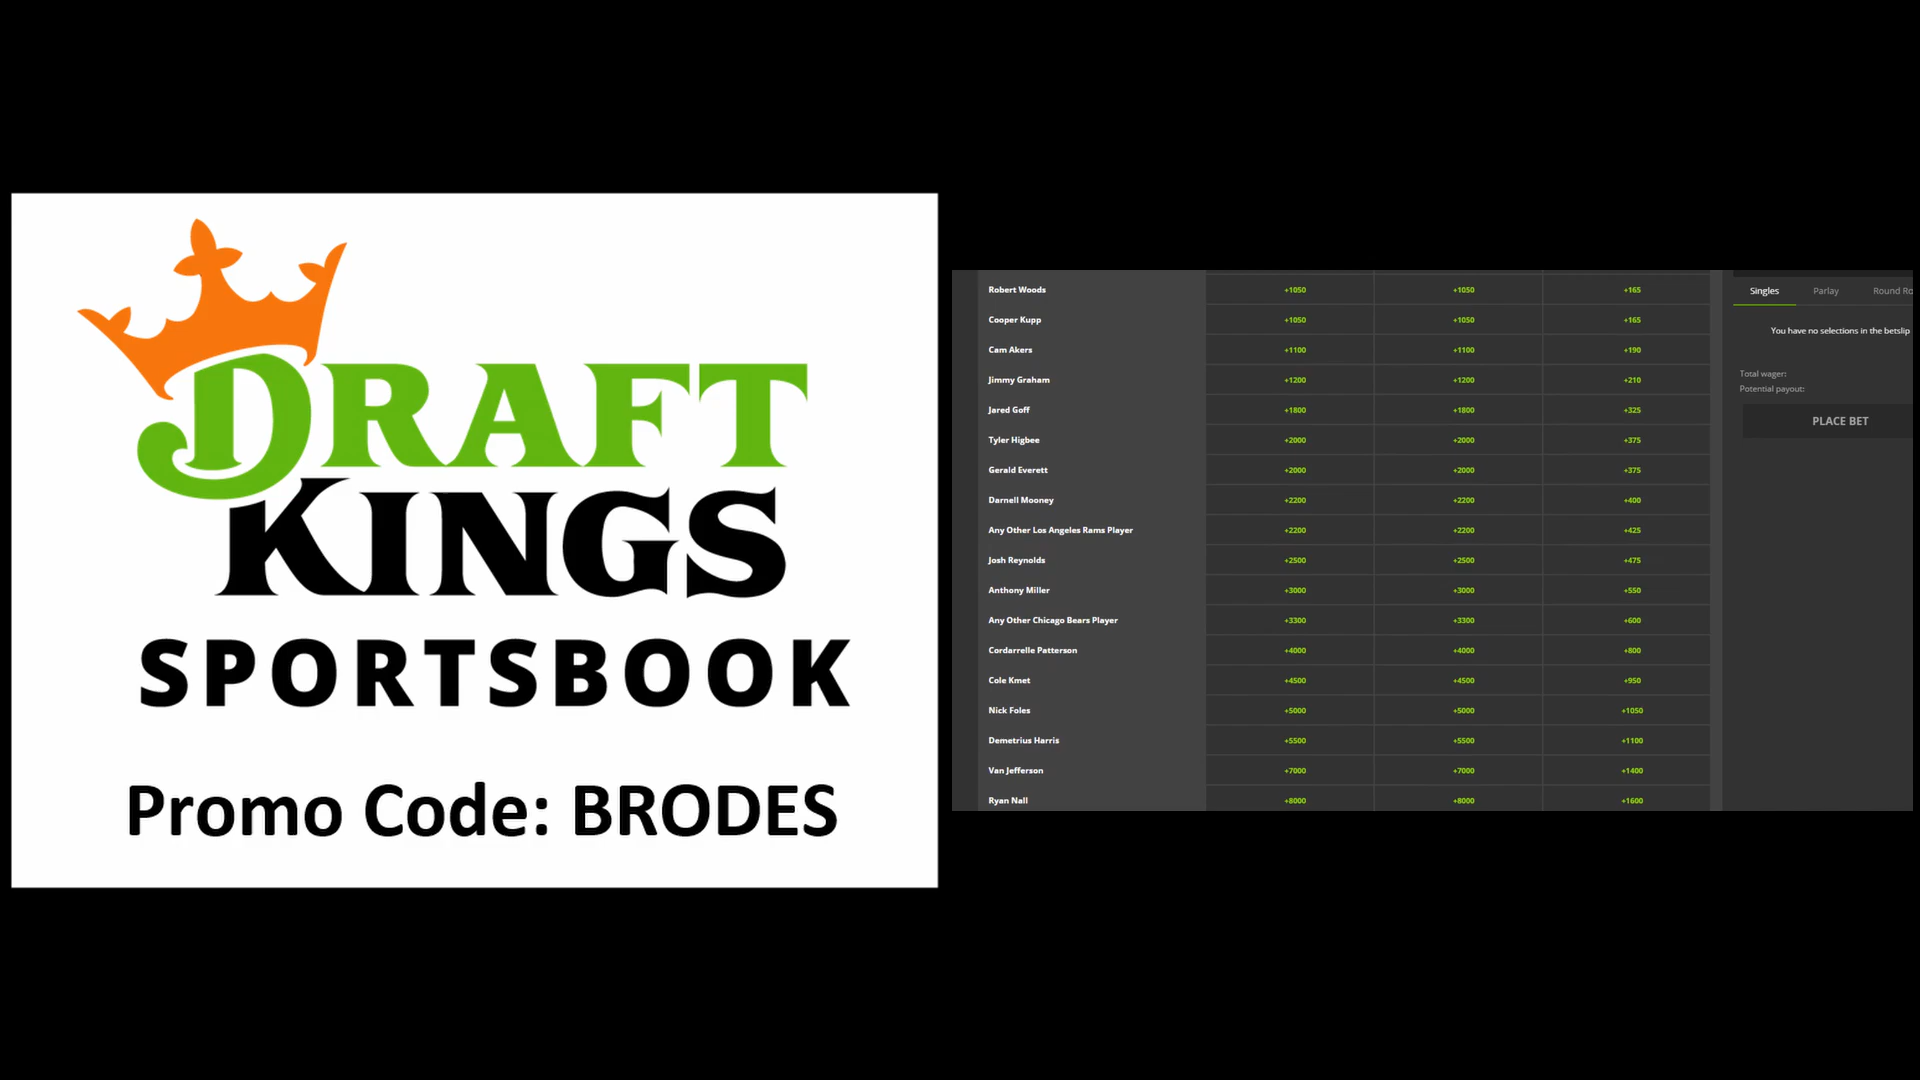 DRAFT
KINGS
SPORTSBOOK
Promo Code: BRODES
Robert Woods +1050 +1050 +165
Cooper Kupp +1050 +1050 +165
Cam Akers +1100 +1100 +190
Jimmy Graham +1200 +1200 +210
Jared Goff +1800 +1800 +325
Tyler Higbee +2000 +2000 +375
Gerald Everett +2000 +2000 +375
Darnell Mooney +2200 +2200 +400
Any Other Los Angeles Rams Player +2200 +2200 +425
Josh Reynolds +2500 +2500 +475
Anthony Miller +3000 +3000 +550
Any Other Chicago Bears Player +3300 +3300 +600
Cordarrelle Patterson +4000 +4000 +800
Cole Kmet +4500 +4500 +950
Nick Foles +5000 +5000 +1050
Demetrius Harris +5500 +5500 +1100
Van Jefferson +7000 +7000 +1400
Ryan Nall +8000 +8000 +1600
Singles Parlay Round Ro
You have no selections in the betslip
Total wager:
Potential payout:
PLACE BET